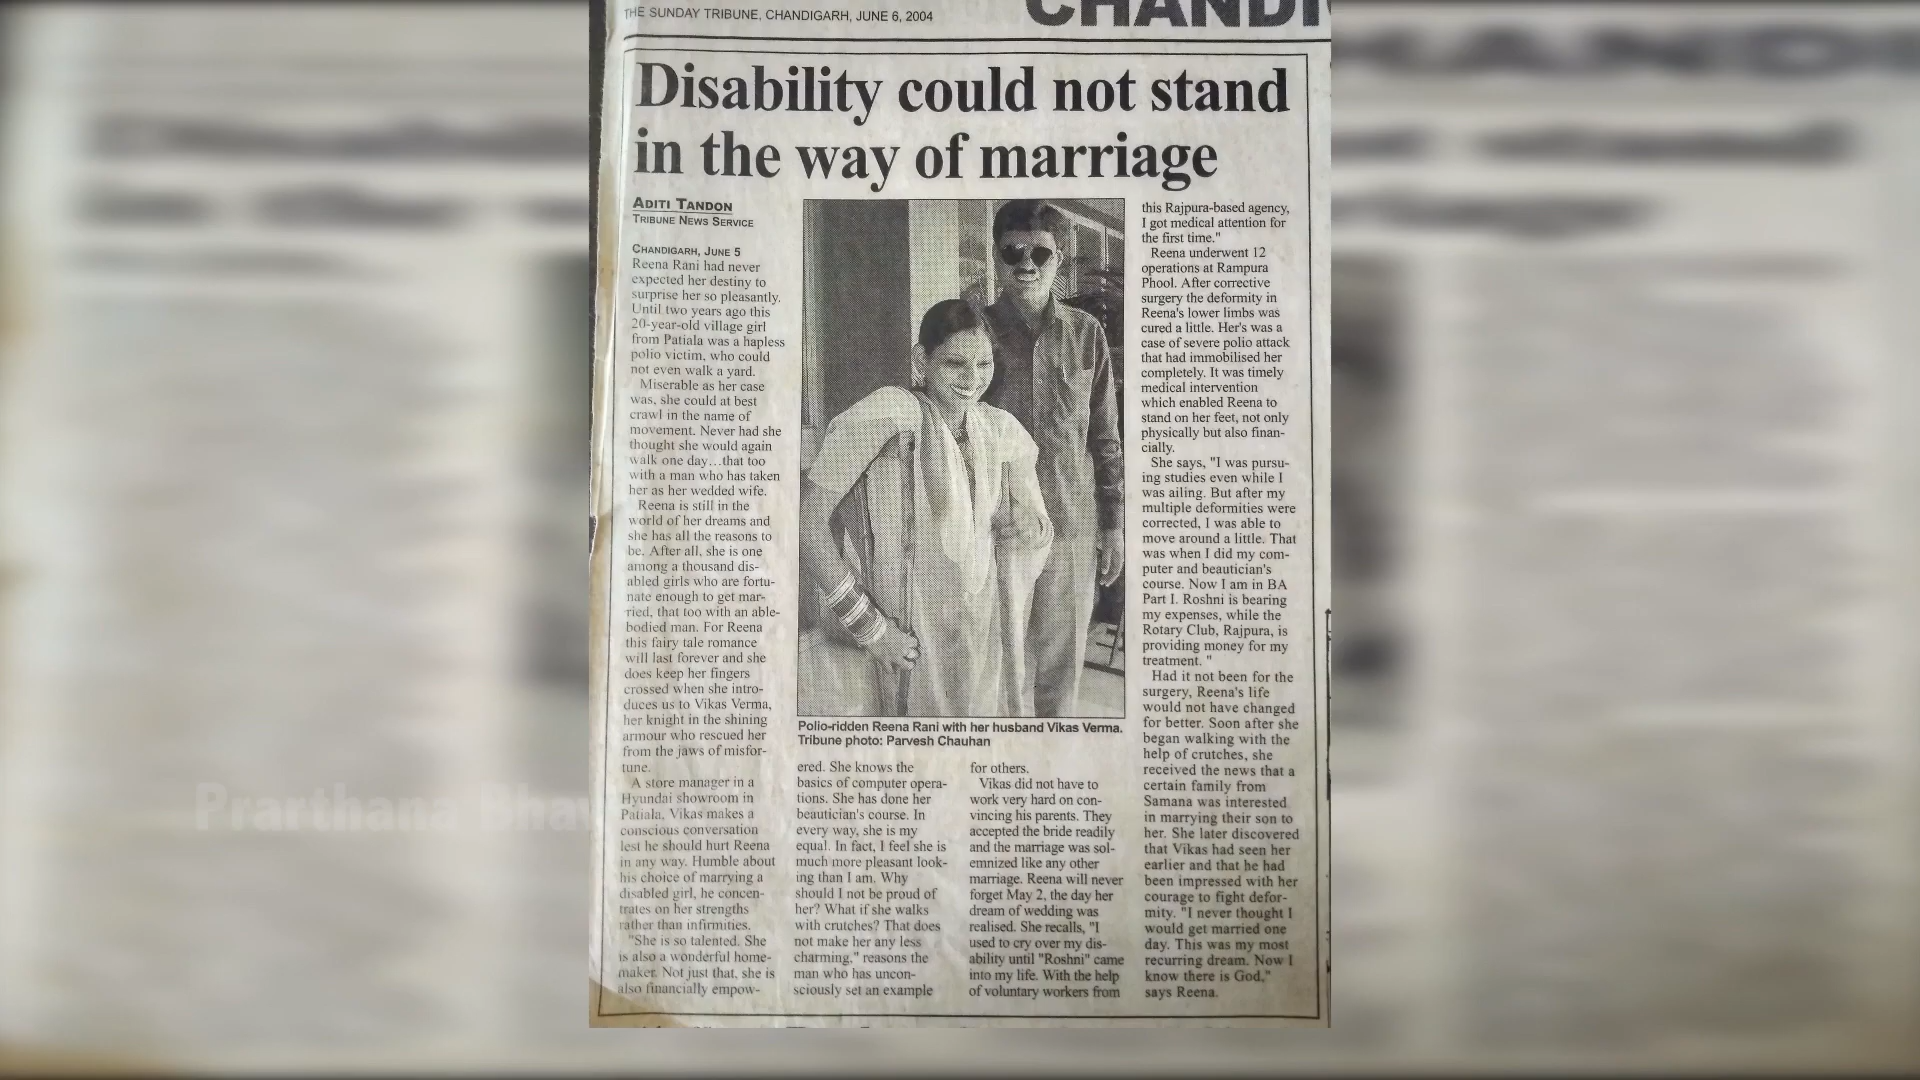 THE SUNDAY TRIBUNE, CHANDIGARH, JUNE 6, 2004
Disability could not stand
in the way of marriage
ADITI TANDON
TRIBUNE NEWS SERVICE
CHANDIGARH, JUNE 5
Reena Rani had never
expected her destiny to
surprise her so pleasantly.
Until two years ago this
20-year-old village girl
from Patiala was a hapless
polio victim, who could
not even walk a yard.
Miserable as her case
was, she could at best
crawl in the name of
movement. Never had she
thought she would again
walk one day...that too
with a man who has taken
her as her wedded wife.
Reena is still in the
world of her dreams and
she has all the reasons to
be. After all, she is one
among a thousand dis-
abled girls who are fortu-
nate enough to get mar-
ried, that too with an able-
bodied man. For Reena
this fairy tale romance
will last forever and she
does keep her fingers
crossed when she intro-
duces us to Vikas Verma,
her knight in the shining
armour who rescued her
from the jaws of misfor-
tune.
A store manager in a
Hyundai showroom in
Patiala, Vikas makes a
conscious conversation
lest he should hurt Reena
in any way. Humble about
his choice of marrying a
disabled girl, he concen-
trates on her strengths
rather than infirmities.
"She is so talented. She
is also a wonderful home-
maker. Not just that, she is
also financially empow-
Polio-ridden Reena Rani with her husband Vikas Verma.
Tribune photo: Parvesh Chauhan
ered. She knows the
basics of computer opera-
tions. She has done her
beautician's course. In
every way, she is my
equal. In fact, I feel she is
much more pleasant look-
ing than I am. Why
should I not be proud of
her? What if she walks
with crutches? That does
not make her any less
charming," reasons the
man who has uncon-
sciously set an example
for others.
Vikas did not have to
work very hard on con-
vincing his parents. They
accepted the bride readily
and the marriage was sol-
emnized like any other
marriage. Reena will never
forget May 2, the day her
dream of wedding was
realised. She recalls, "I
used to cry over my dis-
ability until "Roshni" came
into my life. With the help
of voluntary workers from
this Rajpura-based agency,
I got medical attention for
the first time."
Reena underwent 12
operations at Rampura
Phool. After corrective
surgery the deformity in
Reena's lower limbs was
cured a little. Her's was a
case of severe polio attack
that had immobilised her
completely. It was timely
medical intervention
which enabled Reena to
stand on her feet, not only
physically but also finan-
cially.
She says, "I was pursu-
ing studies even while I
was ailing. But after my
multiple deformities were
corrected, I was able to
move around a little. That
was when I did my com-
puter and beautician's
course. Now I am in BA
Part I. Roshni is bearing
my expenses, while the
Rotary Club, Rajpura, is
providing money for my
treatment. "
Had it not been for the
surgery, Reena's life
would not have changed
for better. Soon after she
began walking with the
help of crutches, she
received the news that a
certain family from
Samana was interested
in marrying their son to
her. She later discovered
that Vikas had seen her
earlier and that he had
been impressed with her
courage to fight defor-
mity. "I never thought I
would get married one
day. This was my most
recurring dream. Now I
know there is God,"
says Reena.
Prarthana